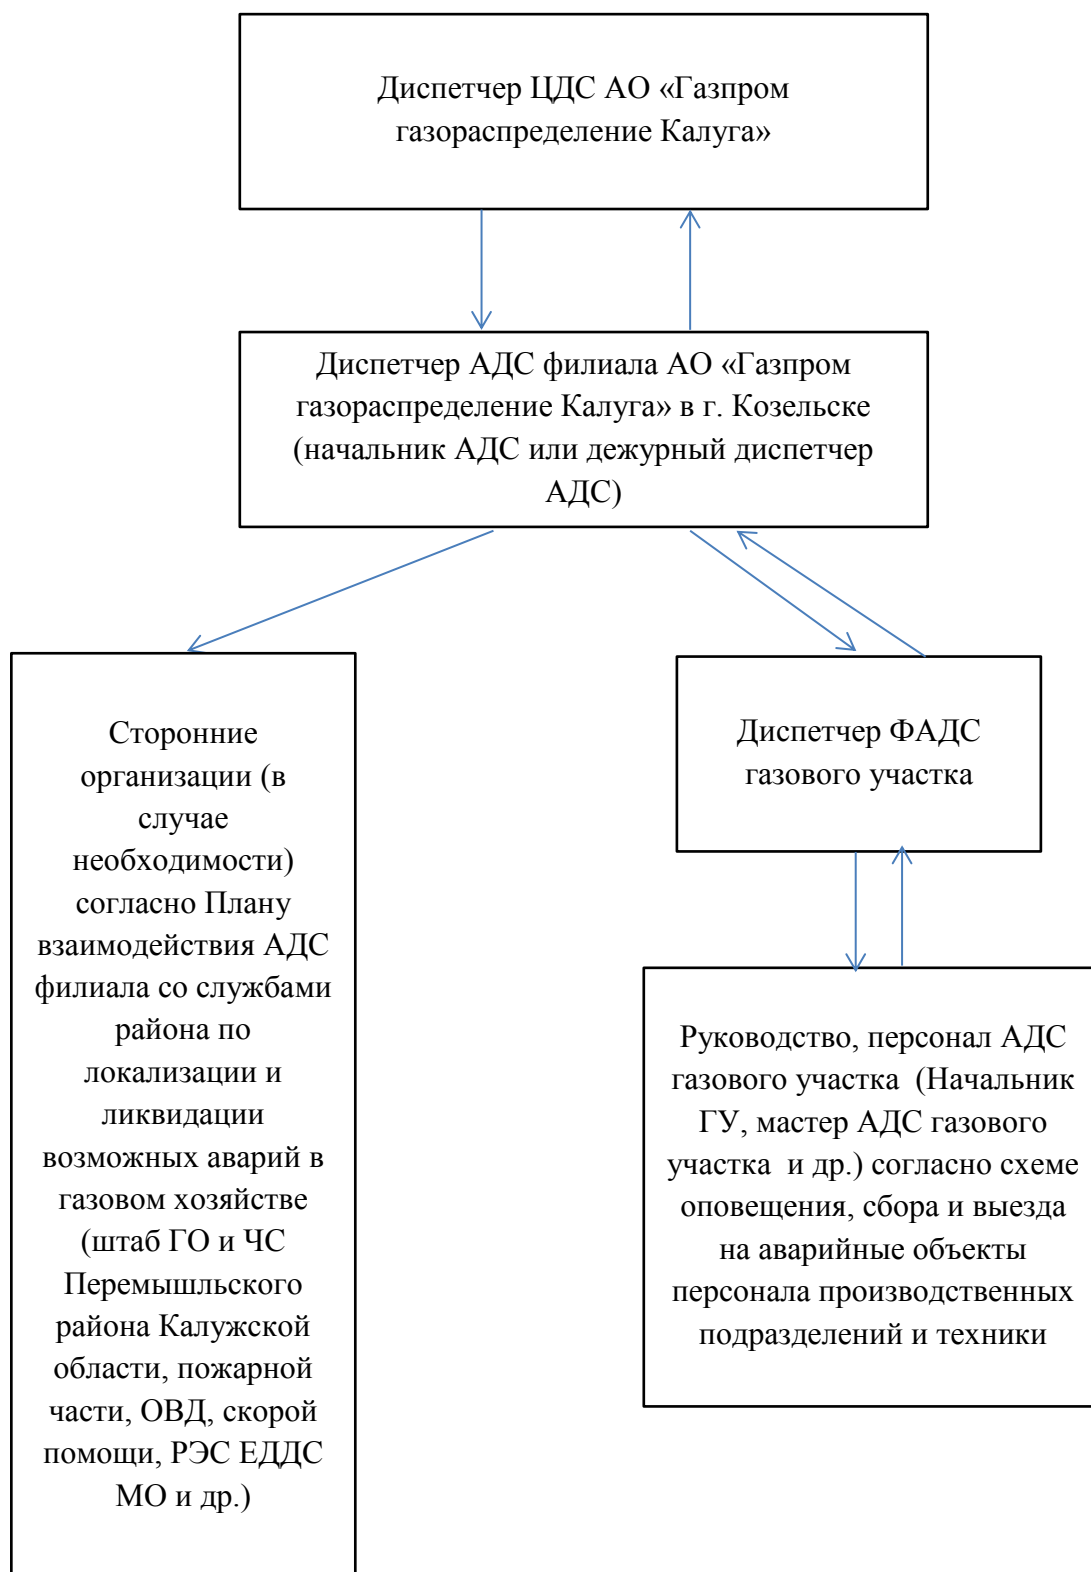 Диспетчер ЦДС АО «Газпром
газораспределение Калуга»
Диспетчер АДС филиала АО «Газпром
газораспределение Калуга» в г. Козельске
(начальник АДС или дежурный диспетчер
АДС)
Сторонние
организации (в
случае
необходимости)
согласно Плану
взаимодействия АДС
филиала со службами
района по
локализации и
ликвидации
возможных аварий в
газовом хозяйстве
(штаб ГО и ЧС
Перемышльского
района Калужской
области, пожарной
части, ОВД, скорой
помощи, РЭС ЕДДС
МО и др.)
Диспетчер ФАДС
газового участка
Руководство, персонал АДС
газового участка  (Начальник
ГУ, мастер АДС газового
участка  и др.) согласно схеме
оповещения, сбора и выезда
на аварийные объекты
персонала производственных
подразделений и техники